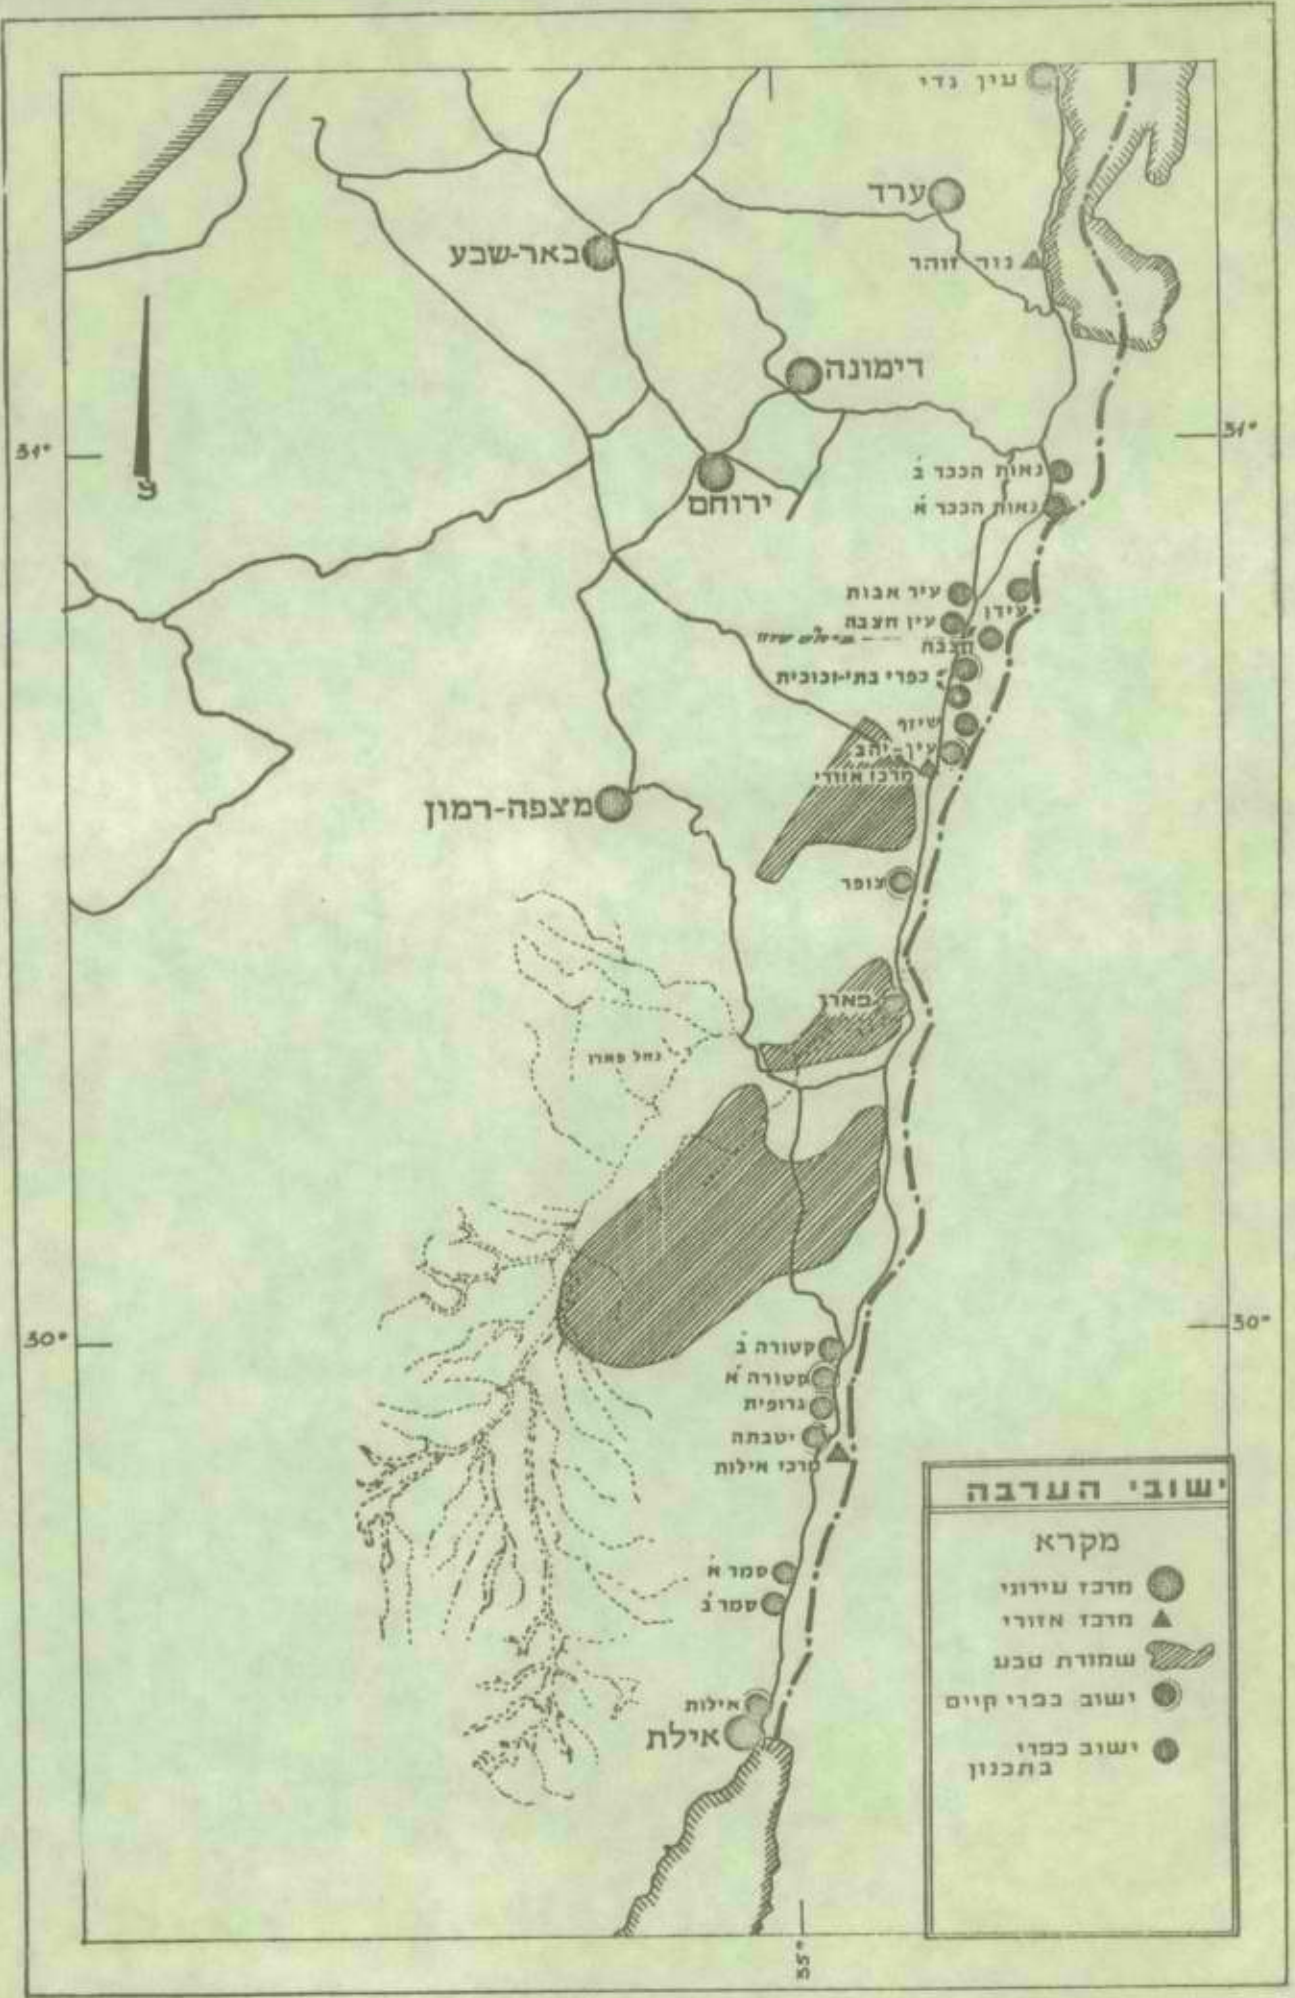 עין גדי
ערד
באר-שבע
נוה זוהר
דימונה
31°
31°
נאות הככר ב'
ירוחם
נאות הככר א'
צ
עיר אבות
עידן
עין חצבה
חצבה
כפרי בתי-זכוכית
שיזף
עין-יהב
מרכז אזורי
מצפה-רמון
צופר
פארן
נחל פארן
30°
30°
קטורה ב'
קטורה א'
גרופית
יטבתה
מרכז אילות
סמר א'
סמר ב'
אילות
אילת
35°
ישובי הערבה
מקרא
מרכז עירוני
מרכז אזורי
שמורת טבע
ישוב כפרי קיים
ישוב כפרי
בתכנון